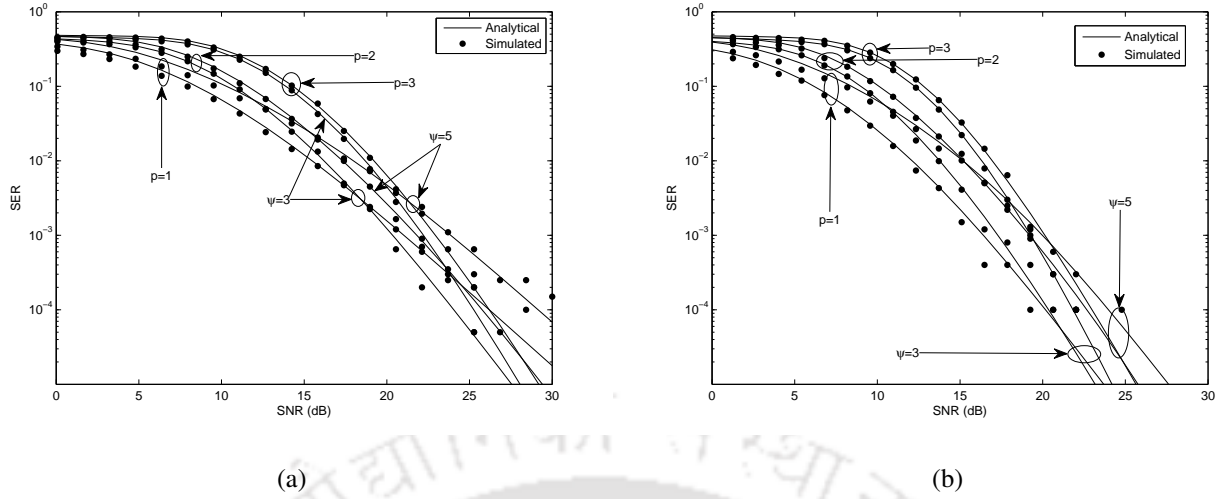 Analytical
Simulated
p=2
p=3
p=1
ψ=5
ψ=3
SER
10^0
10^-1
10^-2
10^-3
10^-4
0 5 10 15 20 25 30
SNR (dB)
(a)
Analytical
Simulated
p=3
p=2
p=1
ψ=5
ψ=3
SER
10^0
10^-1
10^-2
10^-3
10^-4
0 5 10 15 20 25 30
SNR (dB)
(b)